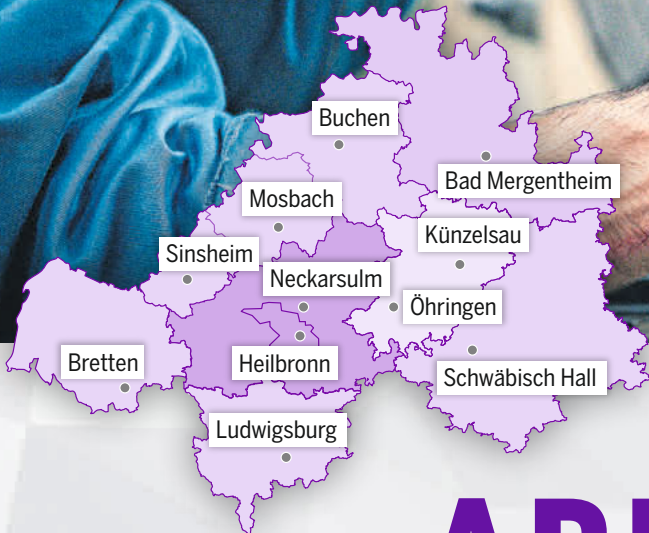 Buchen
Bad Mergentheim
Mosbach
Künzelsau
Sinsheim
Neckarsulm
Öhringen
Bretten
Heilbronn
Schwäbisch Hall
Ludwigsburg